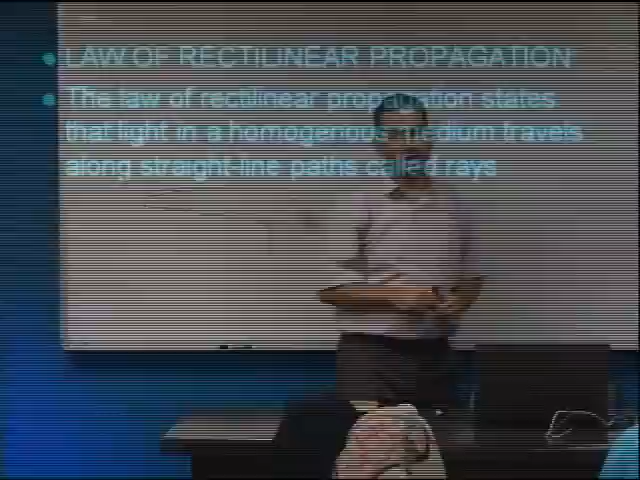 LAW OF RECTILINEAR PROPAGATION
The law of rectilinear propagation states
that light in a homogenous medium travels
along straight-line paths called rays